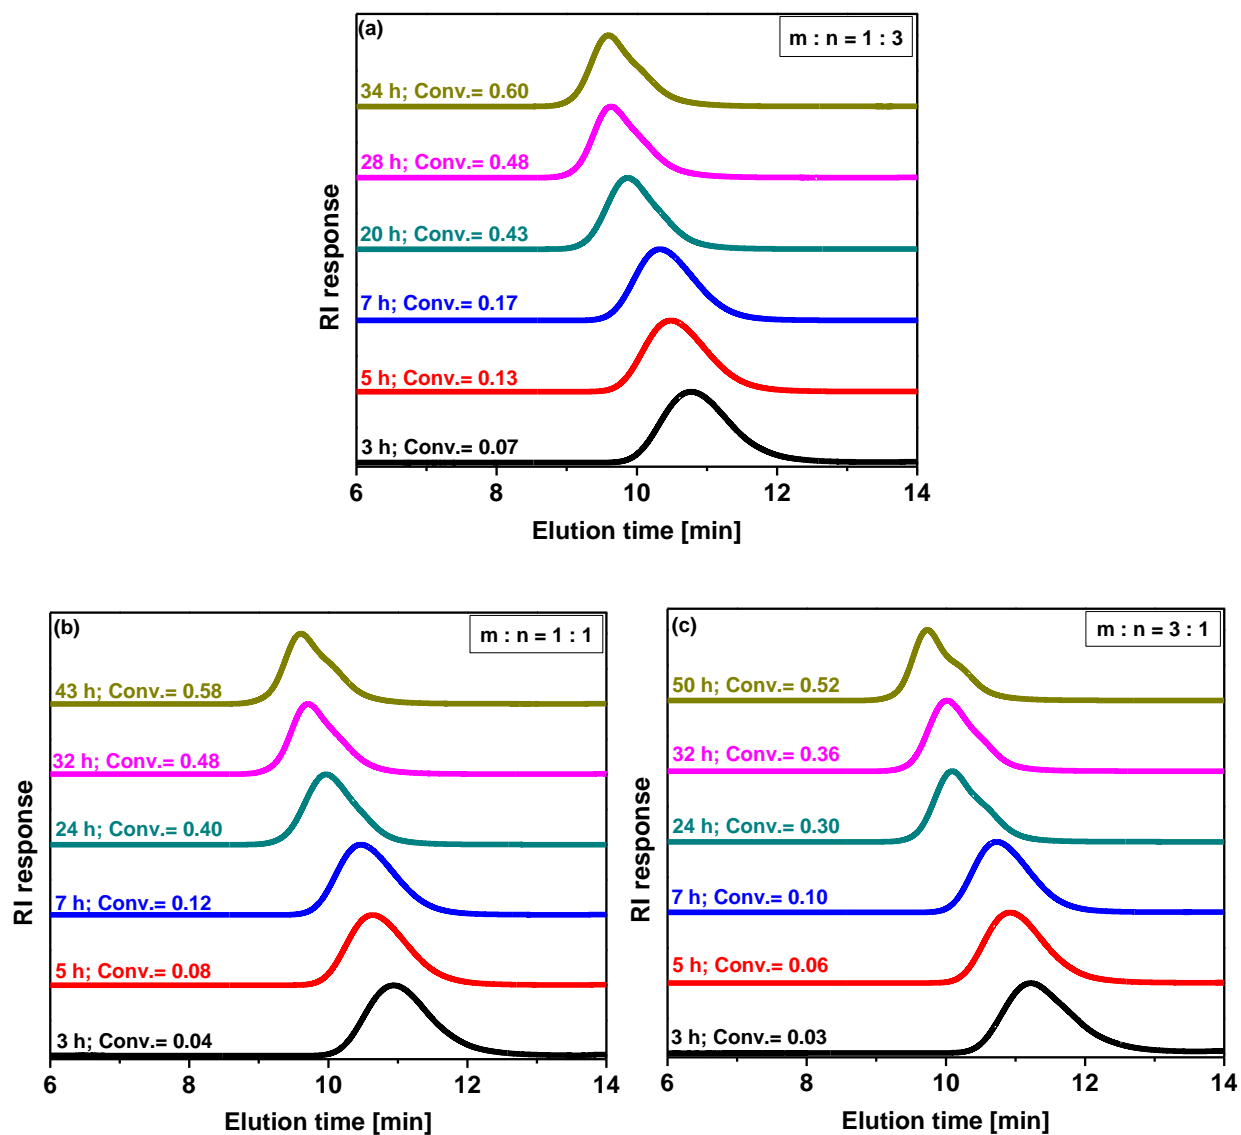 (a)
m : n = 1 : 3
34 h; Conv.= 0.60
28 h; Conv.= 0.48
20 h; Conv.= 0.43
7 h; Conv.= 0.17
5 h; Conv.= 0.13
3 h; Conv.= 0.07
RI response
6 8 10 12 14
Elution time [min]
(b)
m : n = 1 : 1
43 h; Conv.= 0.58
32 h; Conv.= 0.48
24 h; Conv.= 0.40
7 h; Conv.= 0.12
5 h; Conv.= 0.08
3 h; Conv.= 0.04
RI response
6 8 10 12 14
Elution time [min]
(c)
m : n = 3 : 1
50 h; Conv.= 0.52
32 h; Conv.= 0.36
24 h; Conv.= 0.30
7 h; Conv.= 0.10
5 h; Conv.= 0.06
3 h; Conv.= 0.03
RI response
6 8 10 12 14
Elution time [min]